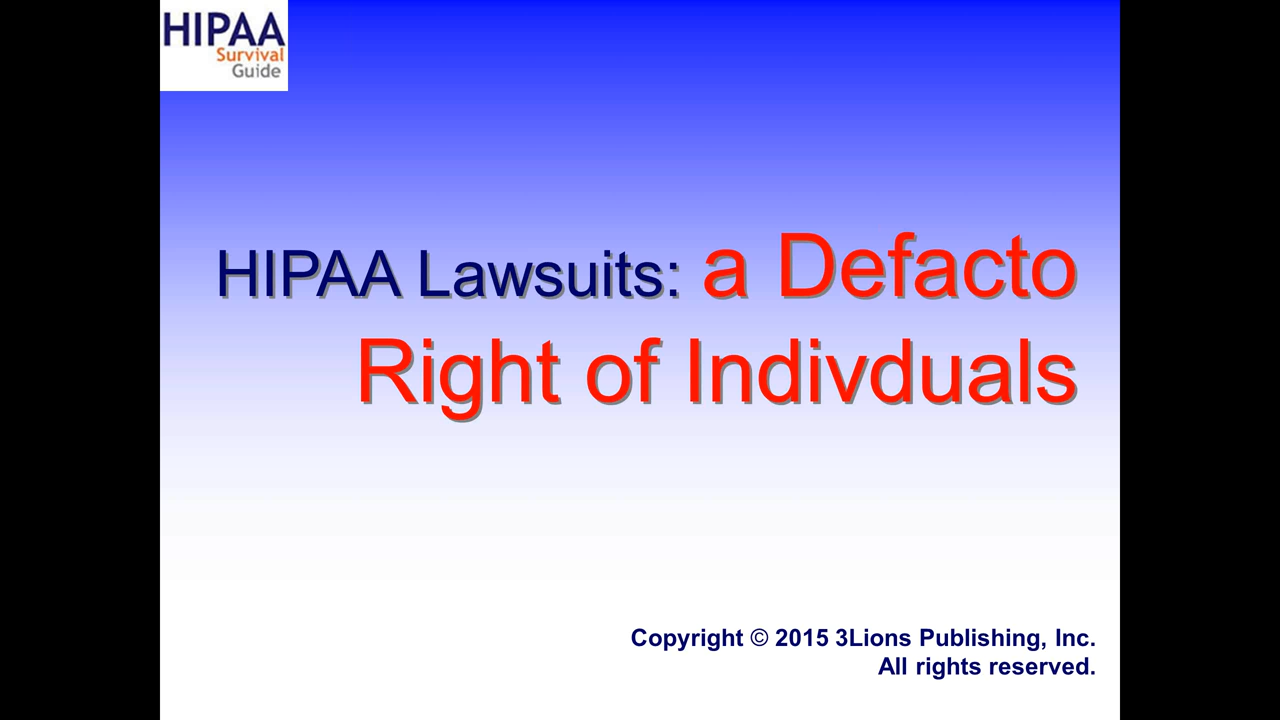 HIPAA
Survival
Guide
HIPAA Lawsuits: a Defacto
Right of Indivduals
Copyright © 2015 3Lions Publishing, Inc.
All rights reserved.